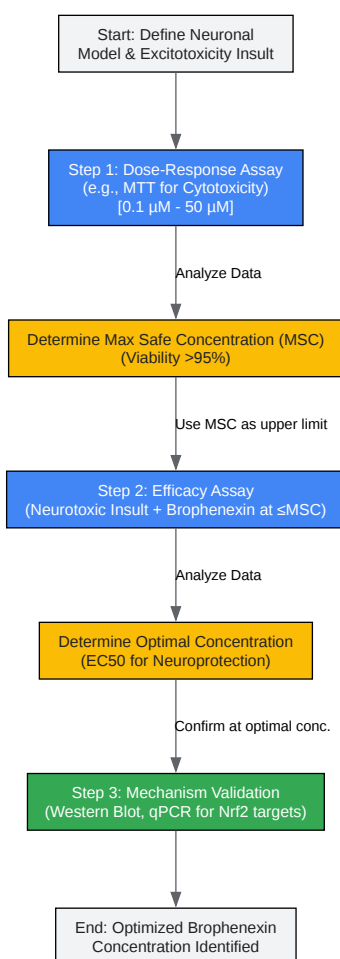 Start: Define Neuronal
Model & Excitotoxicity Insult
Step 1: Dose-Response Assay
(e.g., MTT for Cytotoxicity)
[0.1 µM - 50 µM]
Analyze Data
Determine Max Safe Concentration (MSC)
(Viability >95%)
Use MSC as upper limit
Step 2: Efficacy Assay
(Neurotoxic Insult + Brophenexin at ≤MSC)
Analyze Data
Determine Optimal Concentration
(EC50 for Neuroprotection)
Confirm at optimal conc.
Step 3: Mechanism Validation
(Western Blot, qPCR for Nrf2 targets)
End: Optimized Brophenexin
Concentration Identified